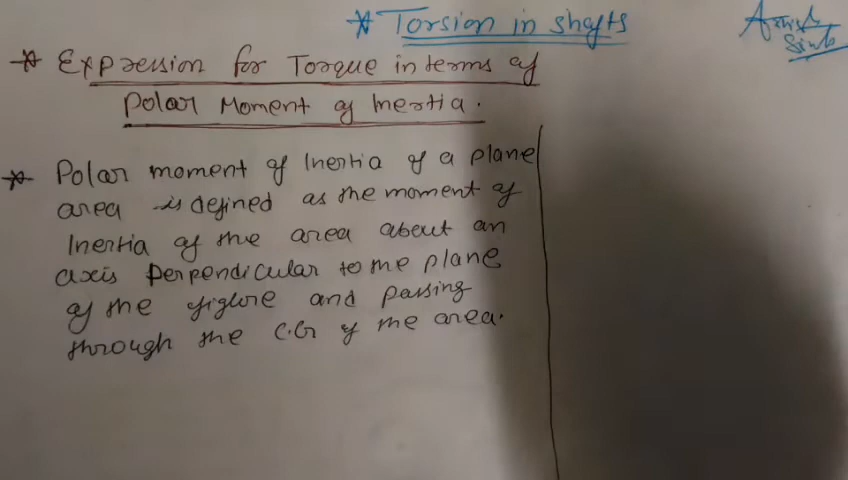 * Torsion in shafts
* Expression for Torque in terms of
Polar Moment of Inertia.
* Polar moment of Inertia of a plane
area is defined as the moment of
Inertia of the area about an
axis perpendicular to the plane
of the figure and passing
through the C.G of the area.